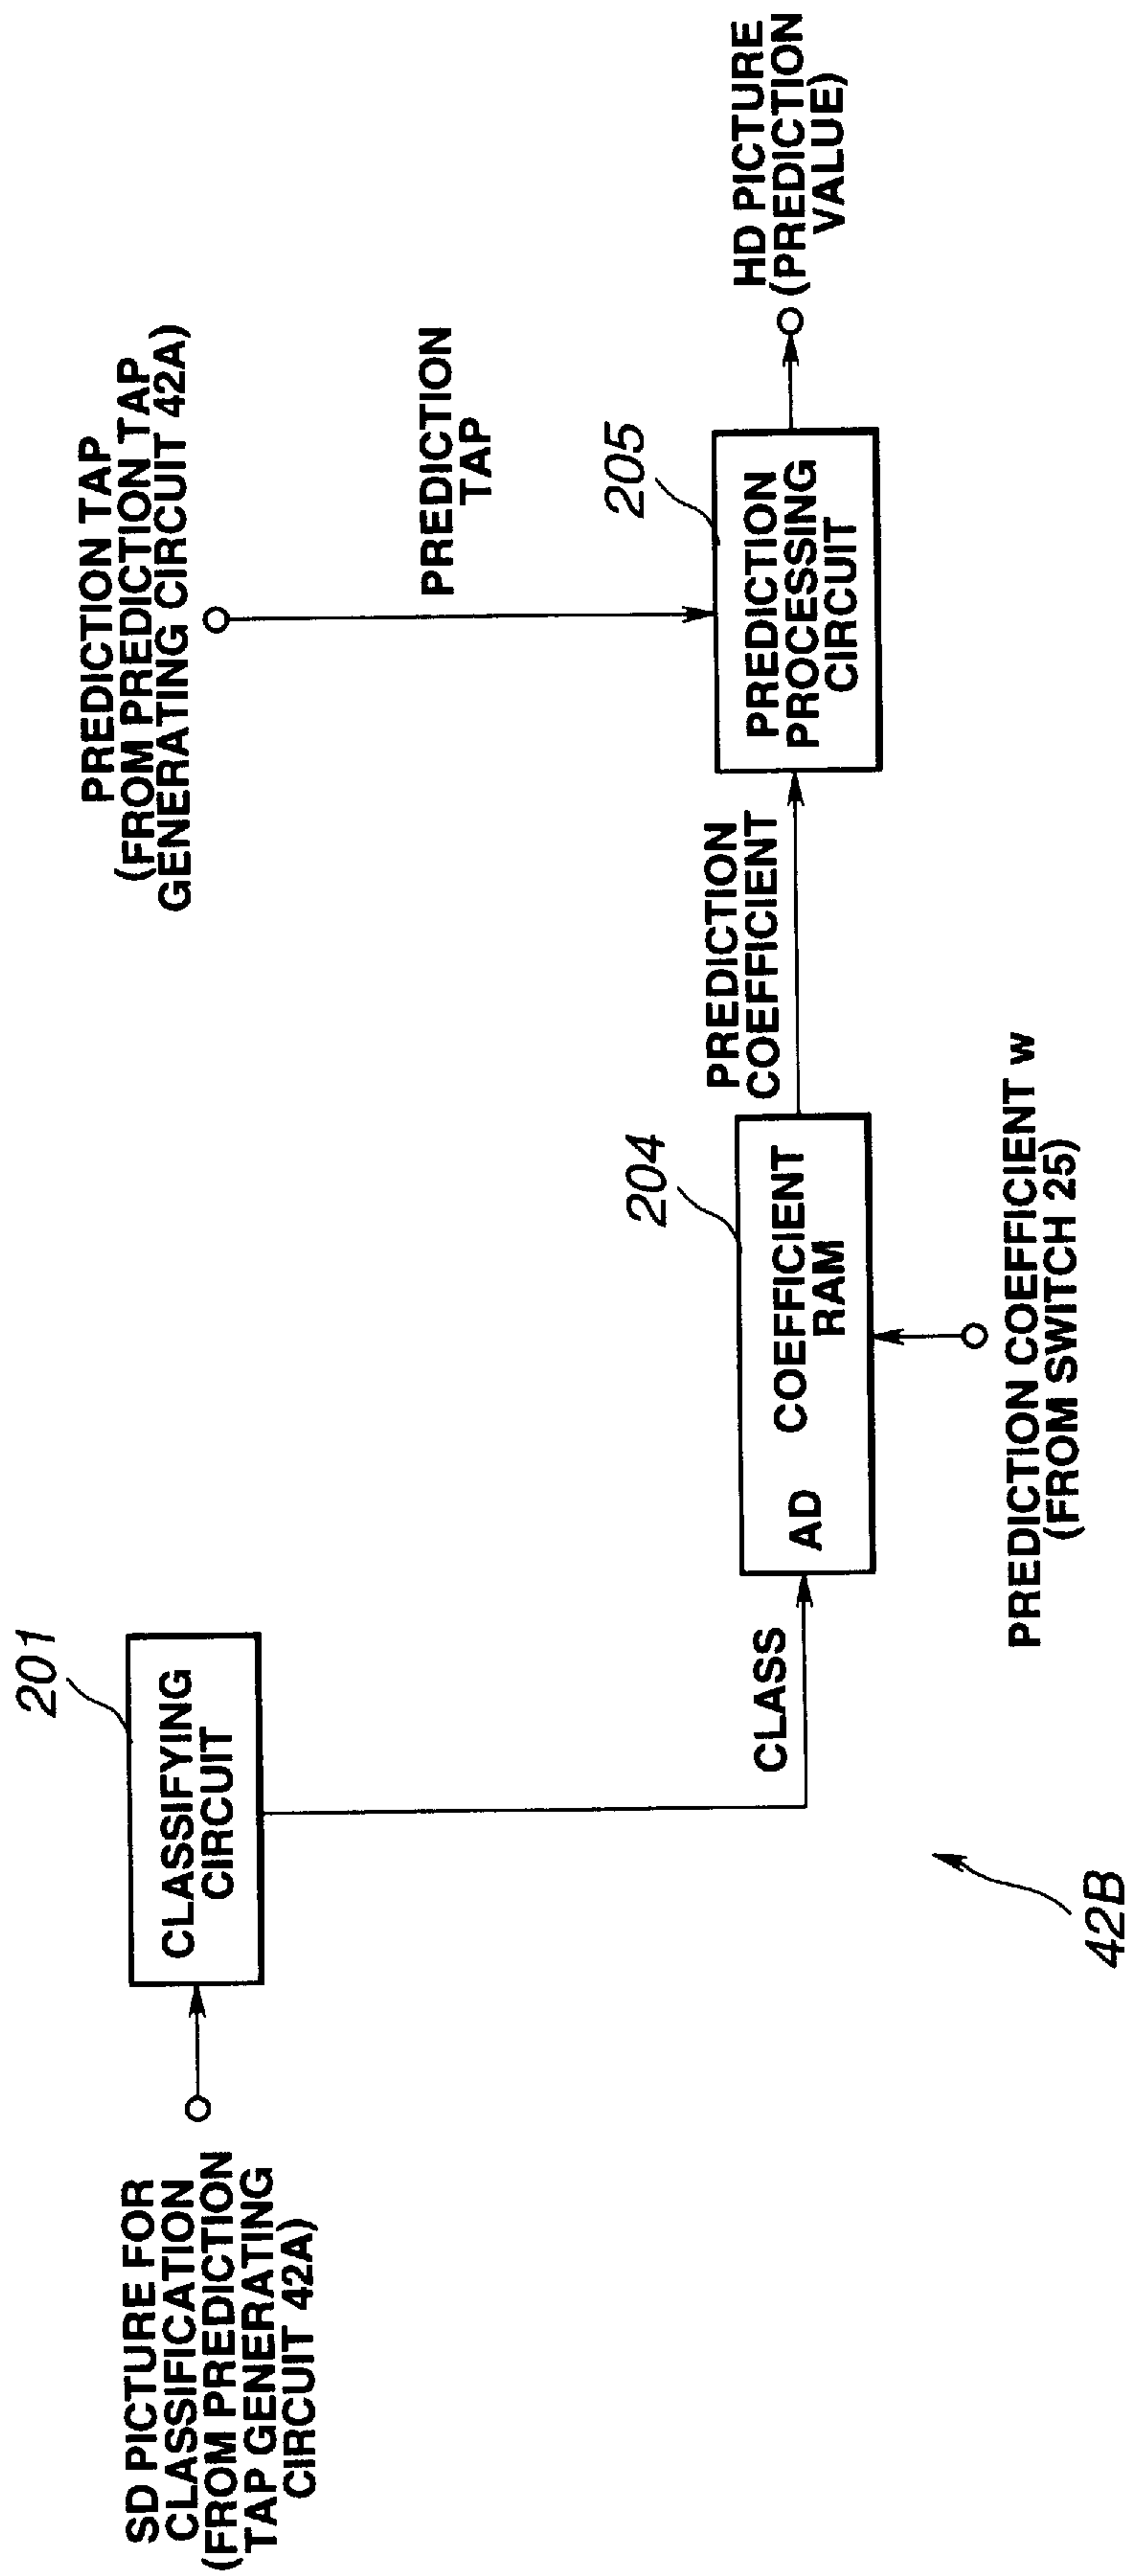 SD PICTURE FOR
CLASSIFICATION
(FROM PREDICTION
TAP GENERATING
CIRCUIT 42A)
201
CLASSIFYING
CIRCUIT
CLASS
204
AD
COEFFICIENT
RAM
PREDICTION COEFFICIENT w
(FROM SWITCH 25)
PREDICTION
COEFFICIENT
PREDICTION TAP
(FROM PREDICTION TAP
GENERATING CIRCUIT 42A)
PREDICTION
TAP
205
PREDICTION
PROCESSING
CIRCUIT
HD PICTURE
(PREDICTION
VALUE)
42B